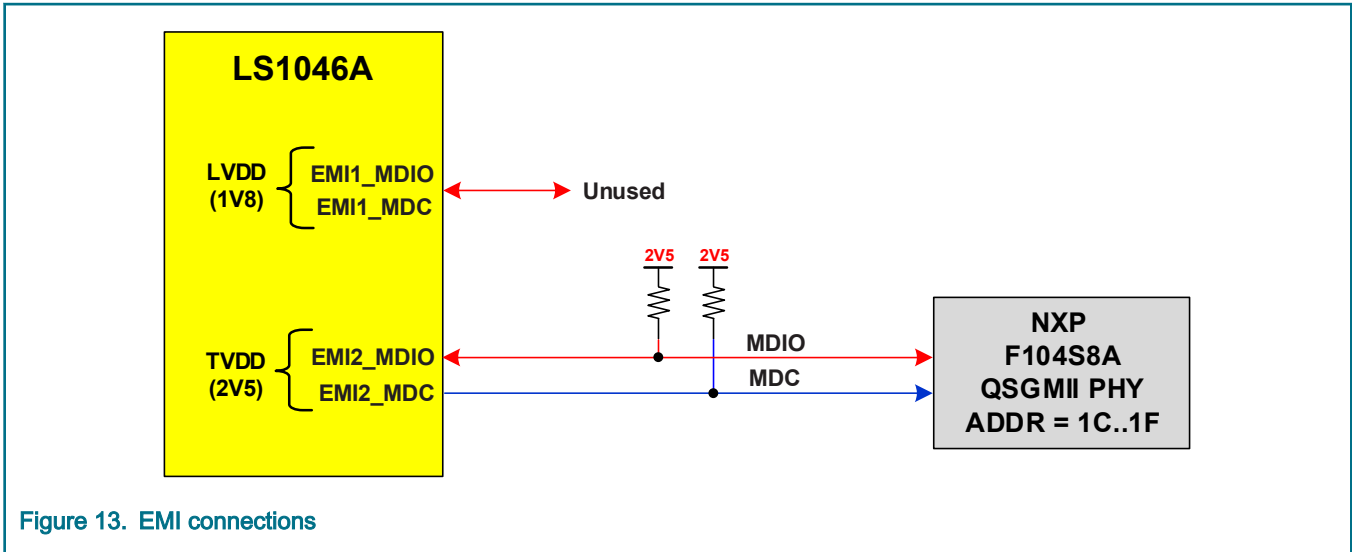 LS1046A
LVDD
(1V8)
EMI1_MDIO
EMI1_MDC
Unused
2V5 2V5
TVDD
(2V5)
EMI2_MDIO
EMI2_MDC
MDIO
MDC
NXP
F104S8A
QSGMII PHY
ADDR = 1C..1F
Figure 13. EMI connections